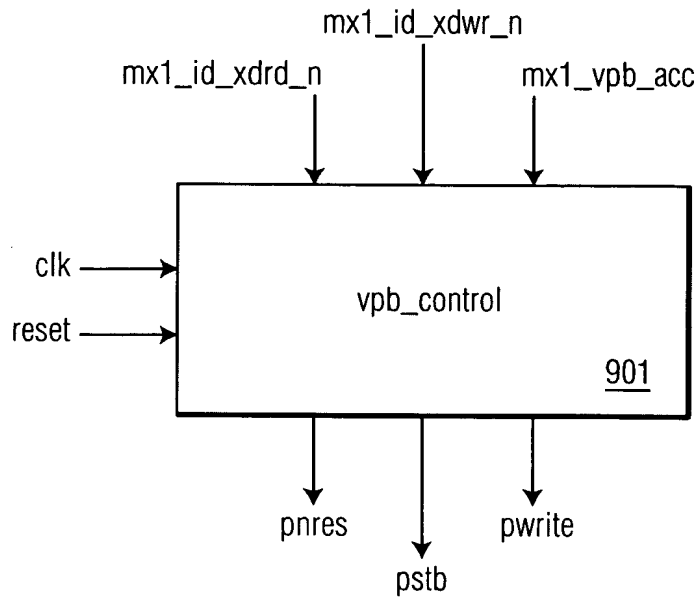 mx1_id_xdwr_n
mx1_id_xdrd_n
mx1_vpb_acc
clk
vpb_control
reset
901
pnres
pwrite
pstb